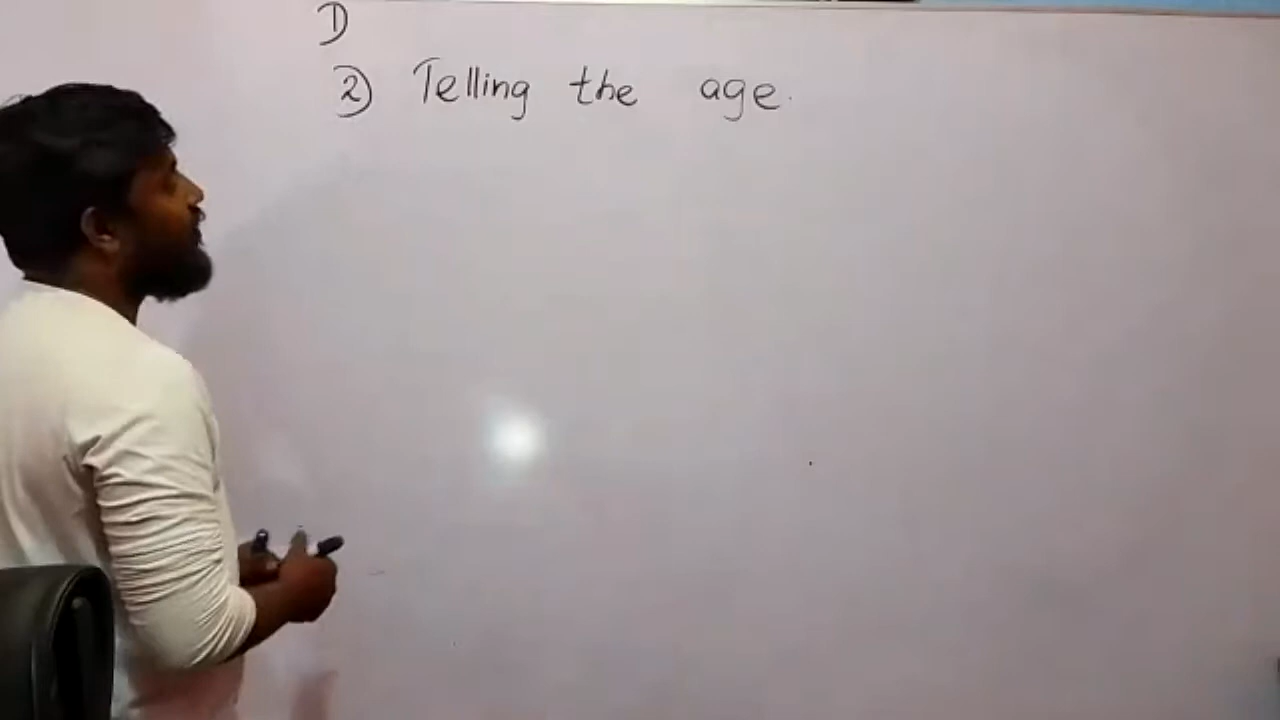 1)
2) Telling the age.